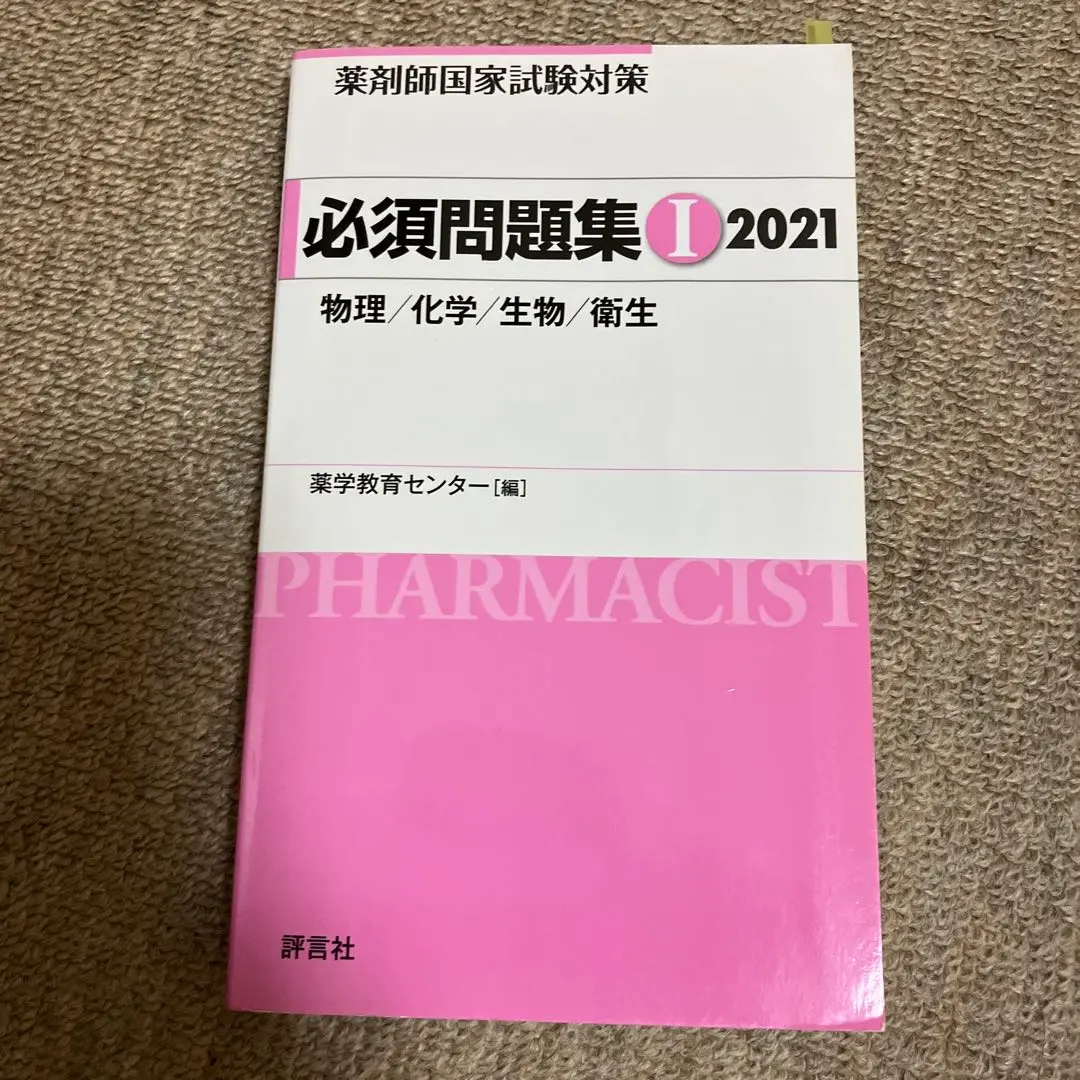 薬剤師国家試験対策
必須問題集 I 2021
物理/化学/生物/衛生
薬学教育センター[編]
PHARMACIST
評言社